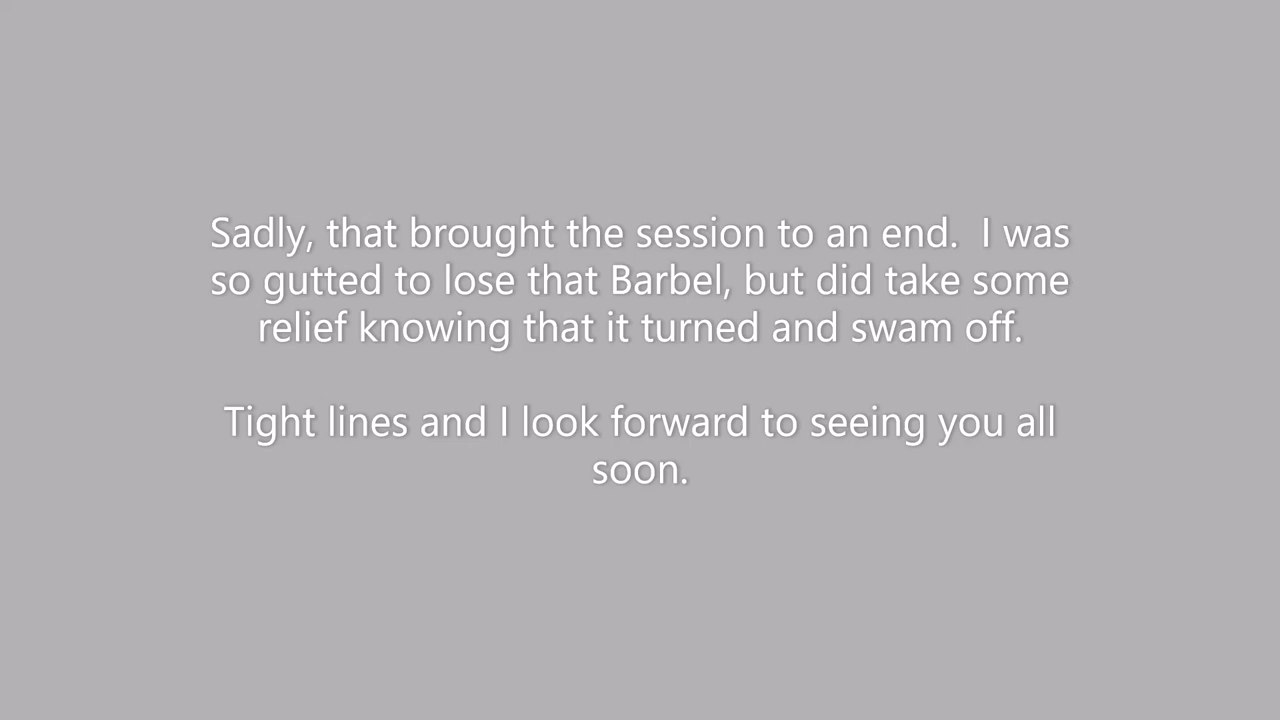 Sadly, that brought the session to an end.  I was
so gutted to lose that Barbel, but did take some
relief knowing that it turned and swam off.
Tight lines and I look forward to seeing you all
soon.